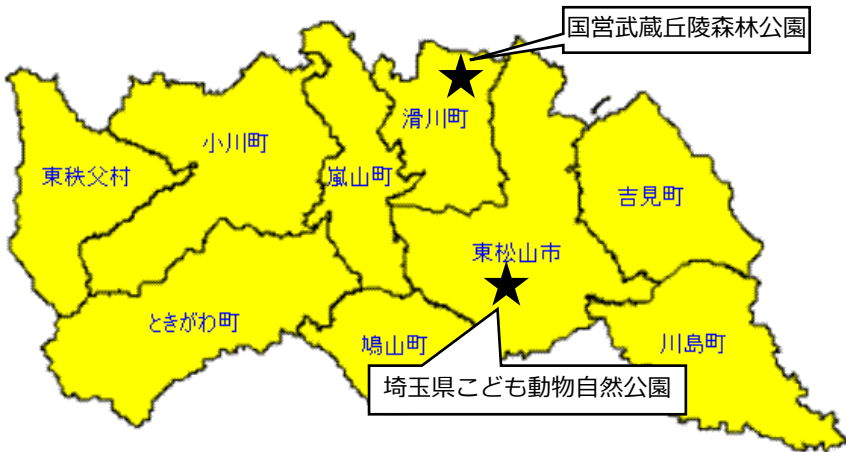 国営武蔵丘陵森林公園
滑川町
小川町
東秩父村
嵐山町
吉見町
東松山市
ときがわ町
鳩山町
川島町
埼玉県こども動物自然公園